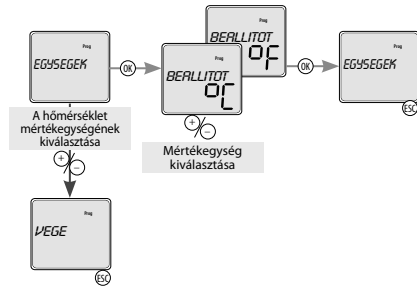 Prog
EGYSEGEK
OK
A hőmérséklet
mértékegységének
kiválasztása
+
−
Prog
VEGE
ESC
Prog
BEALLITOT
°F
Prog
BEALLITOT
°C
+
−
Mértékegység
kiválasztása
OK
Prog
EGYSEGEK
ESC